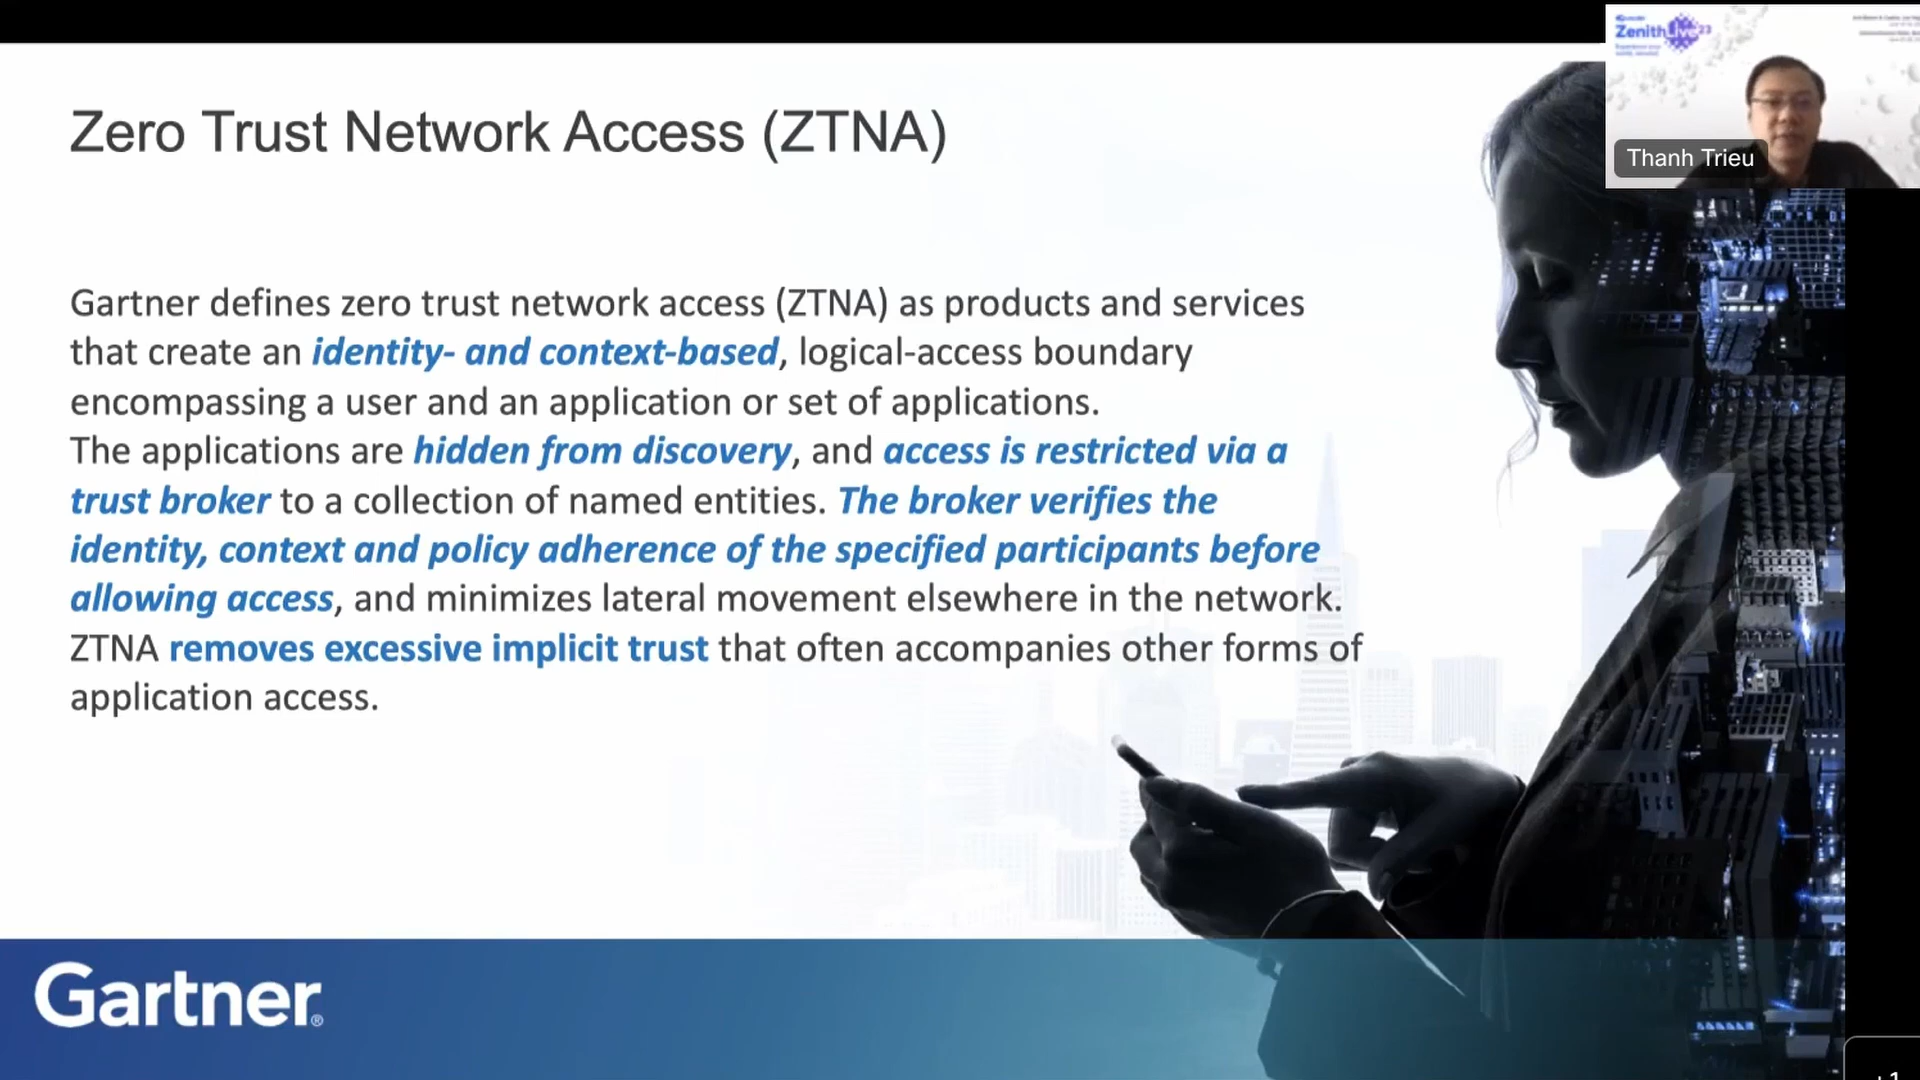 Zero Trust Network Access (ZTNA)
Gartner defines zero trust network access (ZTNA) as products and services
that create an identity- and context-based, logical-access boundary
encompassing a user and an application or set of applications.
The applications are hidden from discovery, and access is restricted via a
trust broker to a collection of named entities. The broker verifies the
identity, context and policy adherence of the specified participants before
allowing access, and minimizes lateral movement elsewhere in the network.
ZTNA removes excessive implicit trust that often accompanies other forms of
application access.
Gartner®
ZenithLive'23
Thanh Trieu
+1